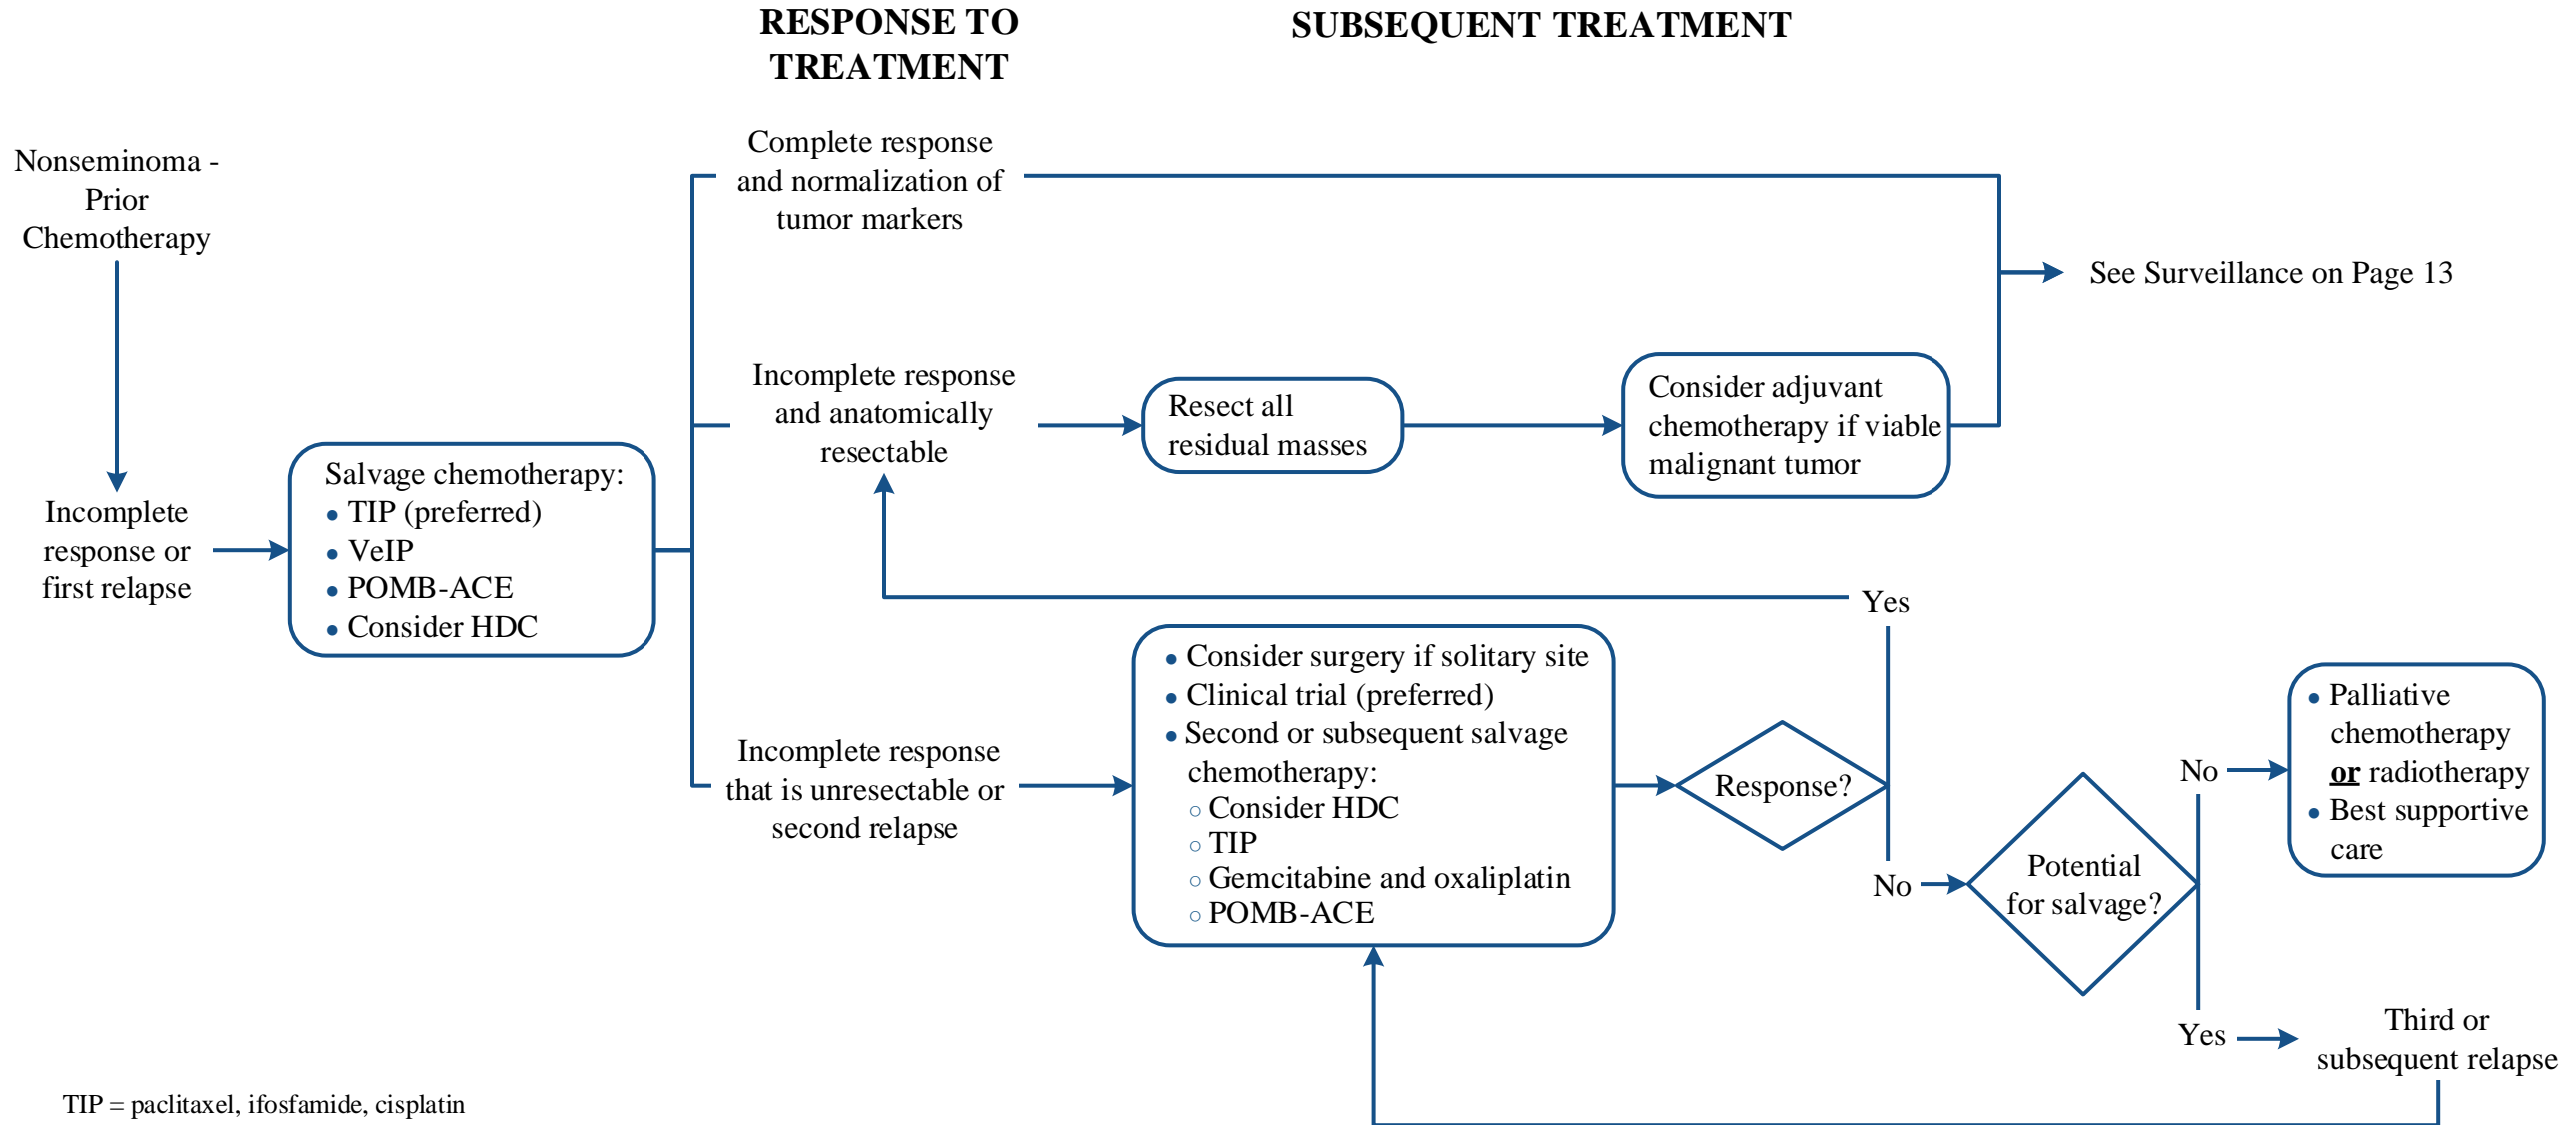 RESPONSE TO
TREATMENT
SUBSEQUENT TREATMENT
Nonseminoma -
Prior
Chemotherapy
Incomplete
response or
first relapse
Salvage chemotherapy:
● TIP (preferred)
● VeIP
● POMB-ACE
● Consider HDC
Complete response
and normalization of
tumor markers
See Surveillance on Page 13
Incomplete response
and anatomically
resectable
Resect all
residual masses
Consider adjuvant
chemotherapy if viable
malignant tumor
Incomplete response
that is unresectable or
second relapse
● Consider surgery if solitary site
● Clinical trial (preferred)
● Second or subsequent salvage
chemotherapy:
○ Consider HDC
○ TIP
○ Gemcitabine and oxaliplatin
○ POMB-ACE
Response?
Yes
No
Potential
for salvage?
No
● Palliative
chemotherapy
or radiotherapy
● Best supportive
care
Yes
Third or
subsequent relapse
TIP = paclitaxel, ifosfamide, cisplatin